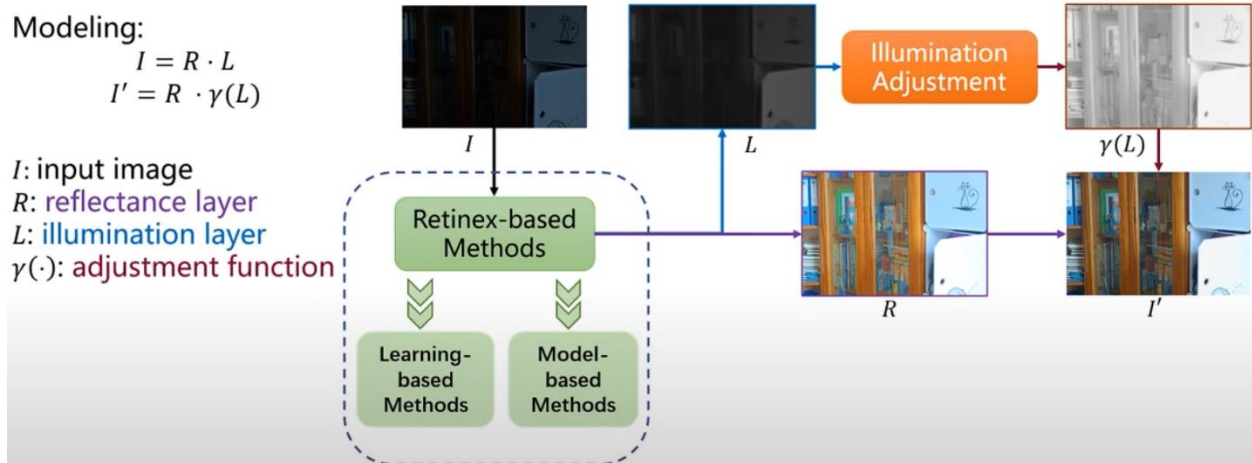 Modeling:
I = R · L
I′ = R · γ(L)
I: input image
R: reflectance layer
L: illumination layer
γ(·): adjustment function
I
Retinex-based
Methods
Learning-
based
Methods
Model-
based
Methods
L
Illumination
Adjustment
γ(L)
R
I′